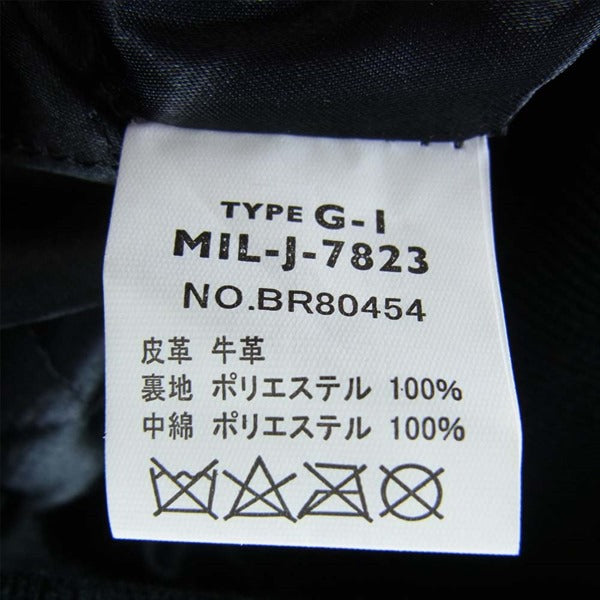 TYPE G-1
MIL-J-7823
NO.BR80454
皮革 牛革
裏地 ポリエステル 100%
中綿 ポリエステル 100%